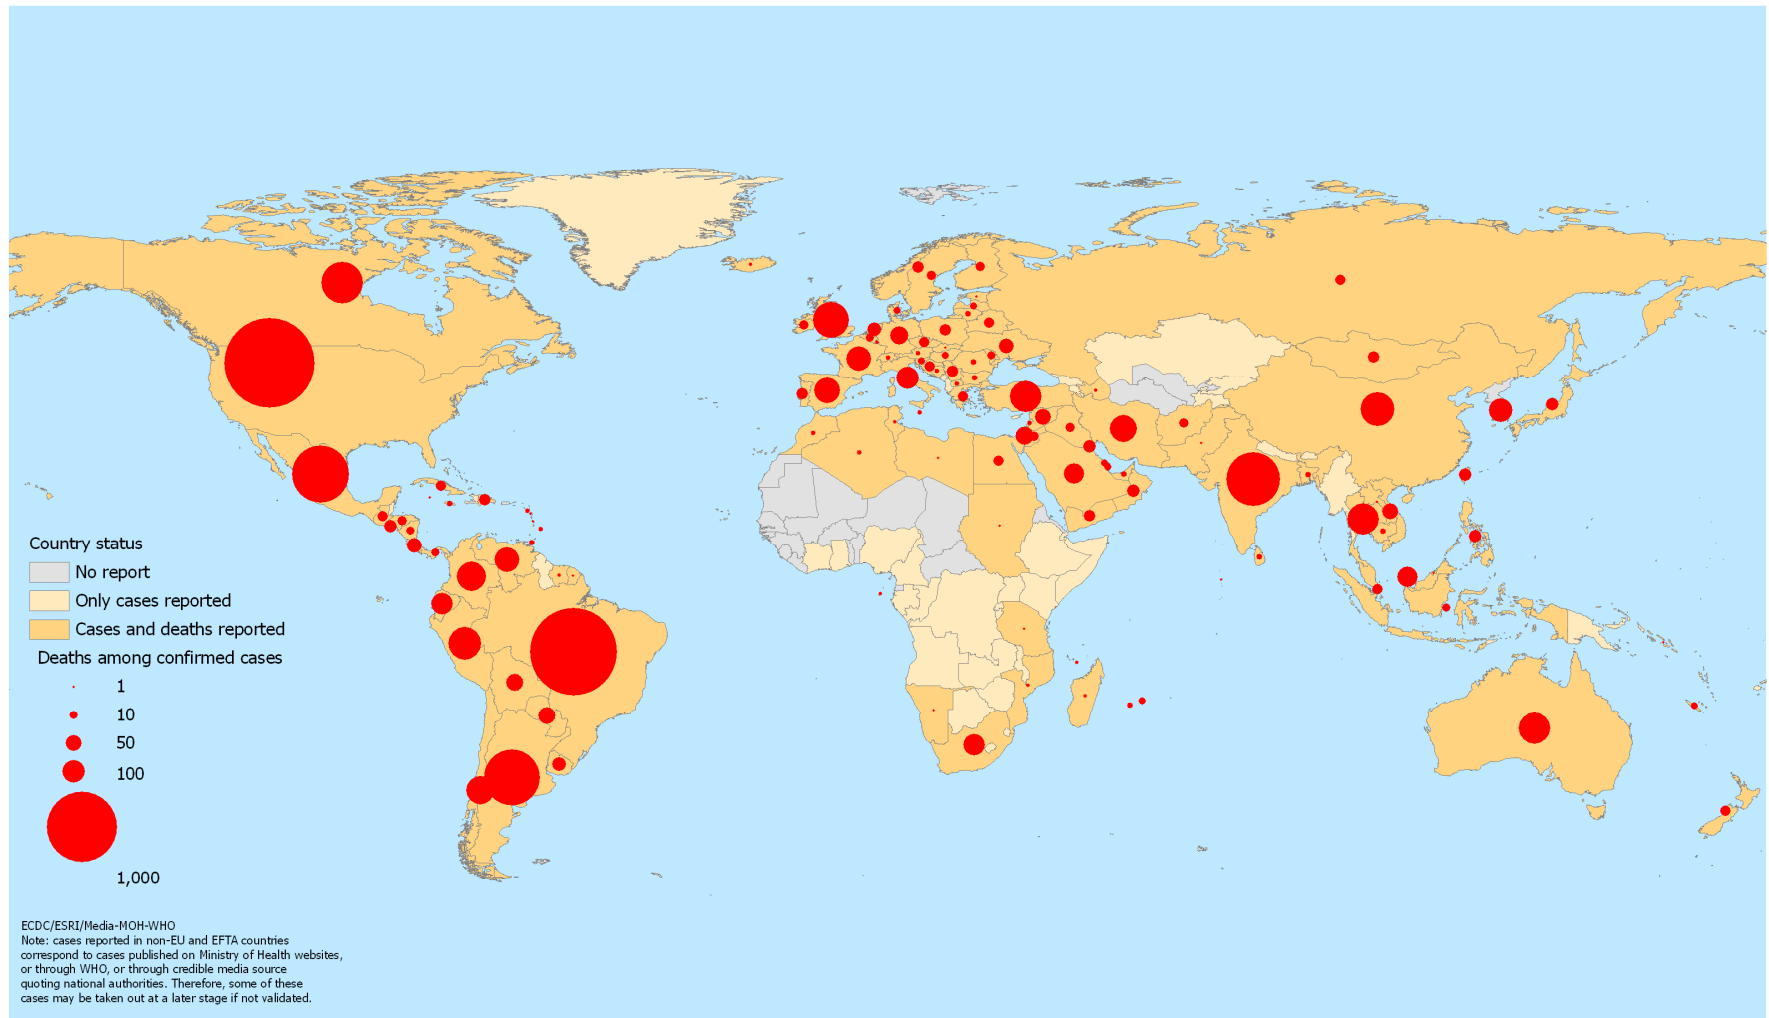 Country status
No report
Only cases reported
Cases and deaths reported
Deaths among confirmed cases
1
10
50
100
1,000
ECDC/ESRI/Media-MOH-WHO
Note: cases reported in non-EU and EFTA countries
correspond to cases published on Ministry of Health websites,
or through WHO, or through credible media source
quoting national authorities. Therefore, some of these
cases may be taken out at a later stage if not validated.